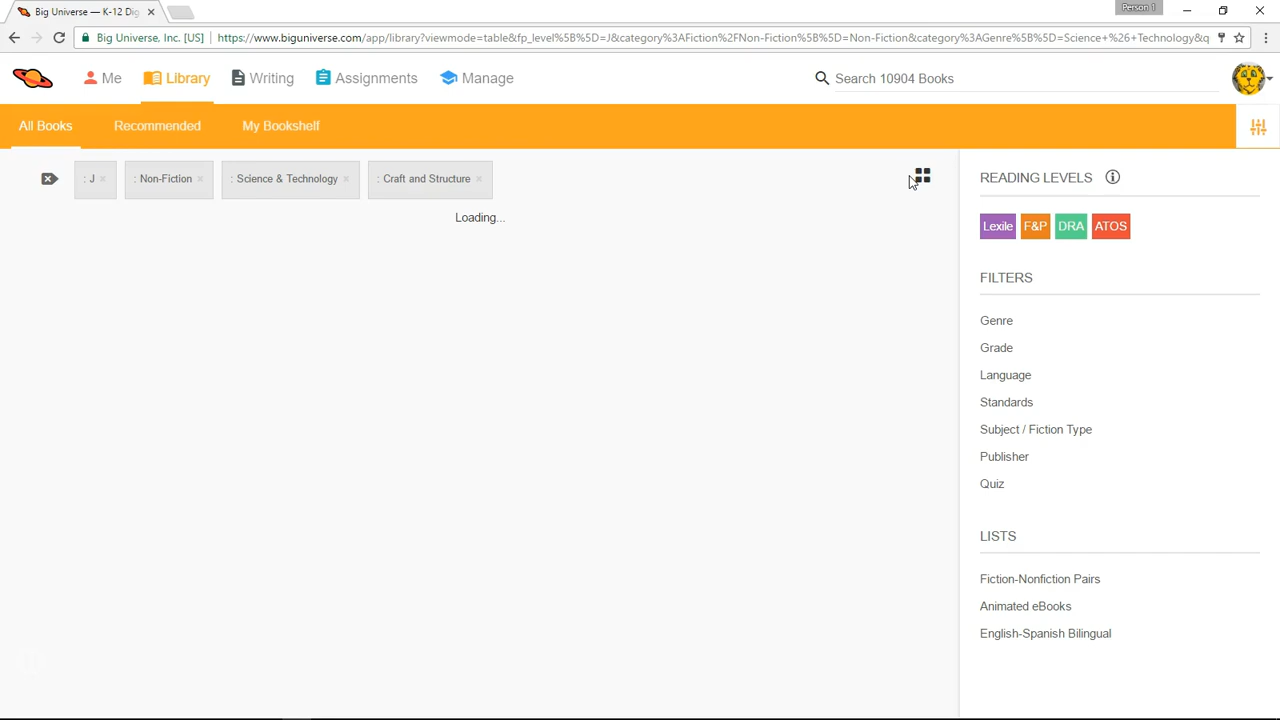 Big Universe — K-12 Dig
Person 1
Big Universe, Inc. [US]
https://www.biguniverse.com/app/library?viewmode=table&fp_level%5B%5D=J&category%3AFiction%2FNon-Fiction%5B%5D=Non-Fiction&category%3AGenre%5B%5D=Science+%26+Technology&q
Me
Library
Writing
Assignments
Manage
Search 10904 Books
All Books
Recommended
My Bookshelf
: J ×
: Non-Fiction ×
: Science & Technology ×
: Craft and Structure ×
Loading...
READING LEVELS
Lexile
F&P
DRA
ATOS
FILTERS
Genre
Grade
Language
Standards
Subject / Fiction Type
Publisher
Quiz
LISTS
Fiction-Nonfiction Pairs
Animated eBooks
English-Spanish Bilingual